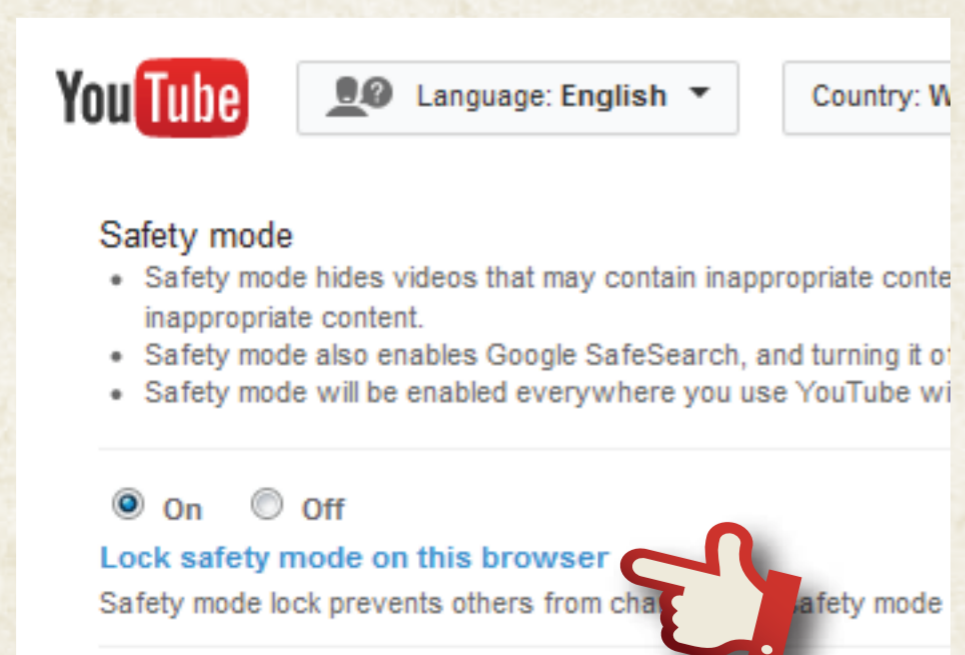 YouTube
Language: English
Country: W
Safety mode
Safety mode hides videos that may contain inappropriate conte
inappropriate content.
Safety mode also enables Google SafeSearch, and turning it o
Safety mode will be enabled everywhere you use YouTube wi
On Off
Lock safety mode on this browser
Safety mode lock prevents others from cha afety mode